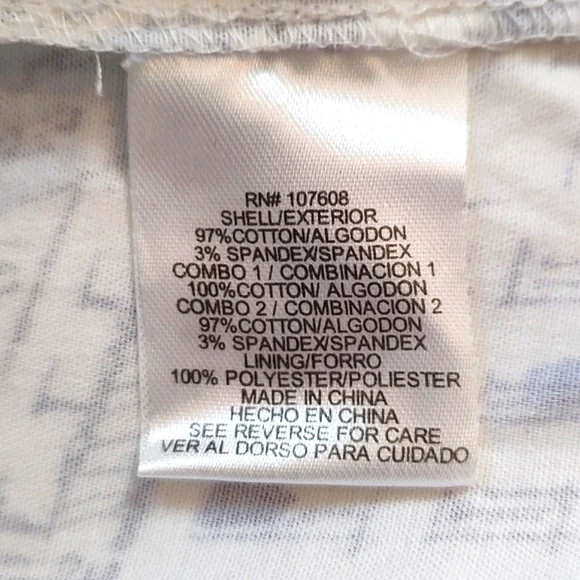 RN# 107608
SHELL/EXTERIOR
97%COTTON/ALGODON
3% SPANDEX/SPANDEX
COMBO 1 / COMBINACION 1
100%COTTON/ ALGODON
COMBO 2 / COMBINACION 2
97%COTTON/ALGODON
3% SPANDEX/SPANDEX
LINING/FORRO
100% POLYESTER/POLIESTER
MADE IN CHINA
HECHO EN CHINA
SEE REVERSE FOR CARE
VER AL DORSO PARA CUIDADO